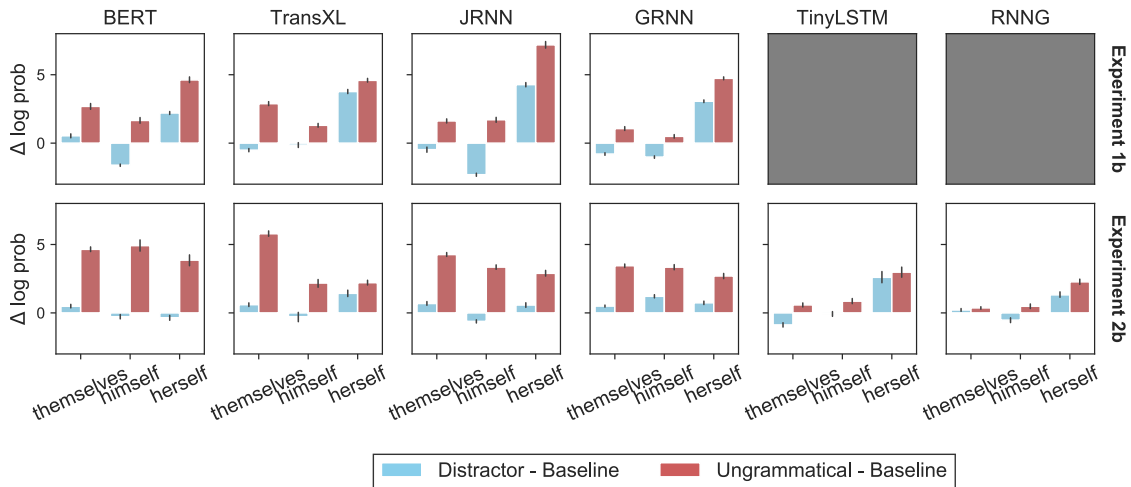 BERT TransXL JRNN GRNN TinyLSTM RNNG
Δ log prob
5
0
Experiment 1b
Δ log prob
5
0
Experiment 2b
themselves himself herself themselves himself herself themselves himself herself themselves himself herself themselves himself herself themselves himself herself
Distractor - Baseline Ungrammatical - Baseline